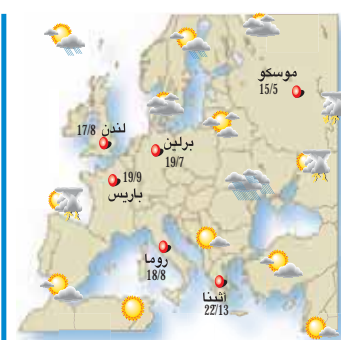 موسكو
15/5
لندن
17/8
برلين
19/7
19/9
باريس
روما
18/8
أثينا
22/13